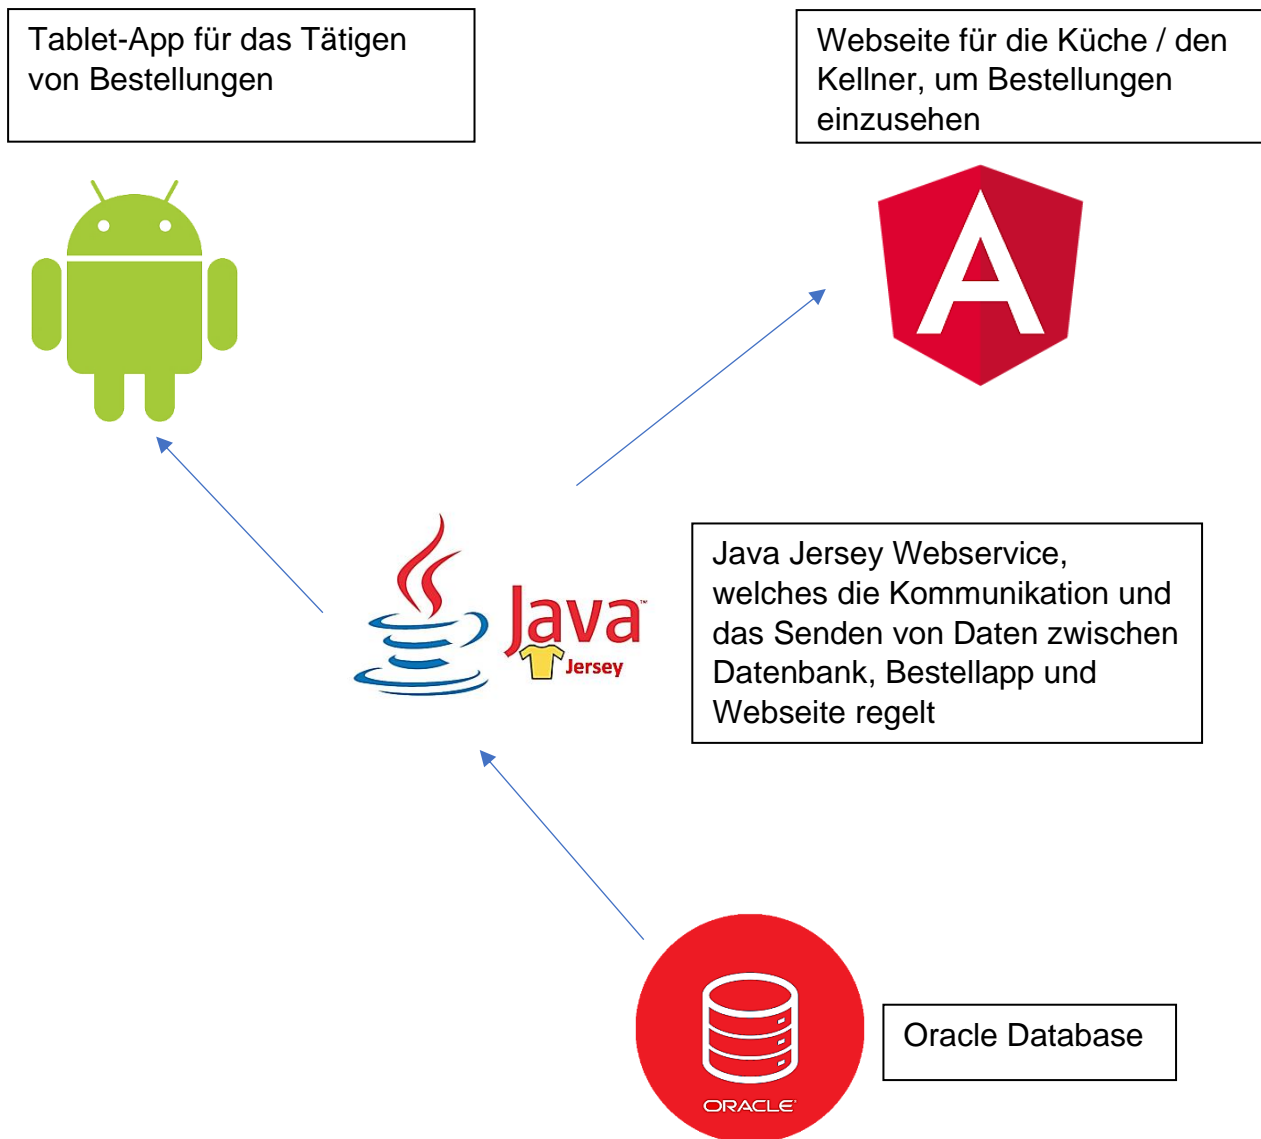 Tablet-App für das Tätigen
von Bestellungen
Webseite für die Küche / den
Kellner, um Bestellungen
einzusehen
A
Java™
Jersey
Java Jersey Webservice,
welches die Kommunikation und
das Senden von Daten zwischen
Datenbank, Bestellapp und
Webseite regelt
Oracle Database
ORACLE